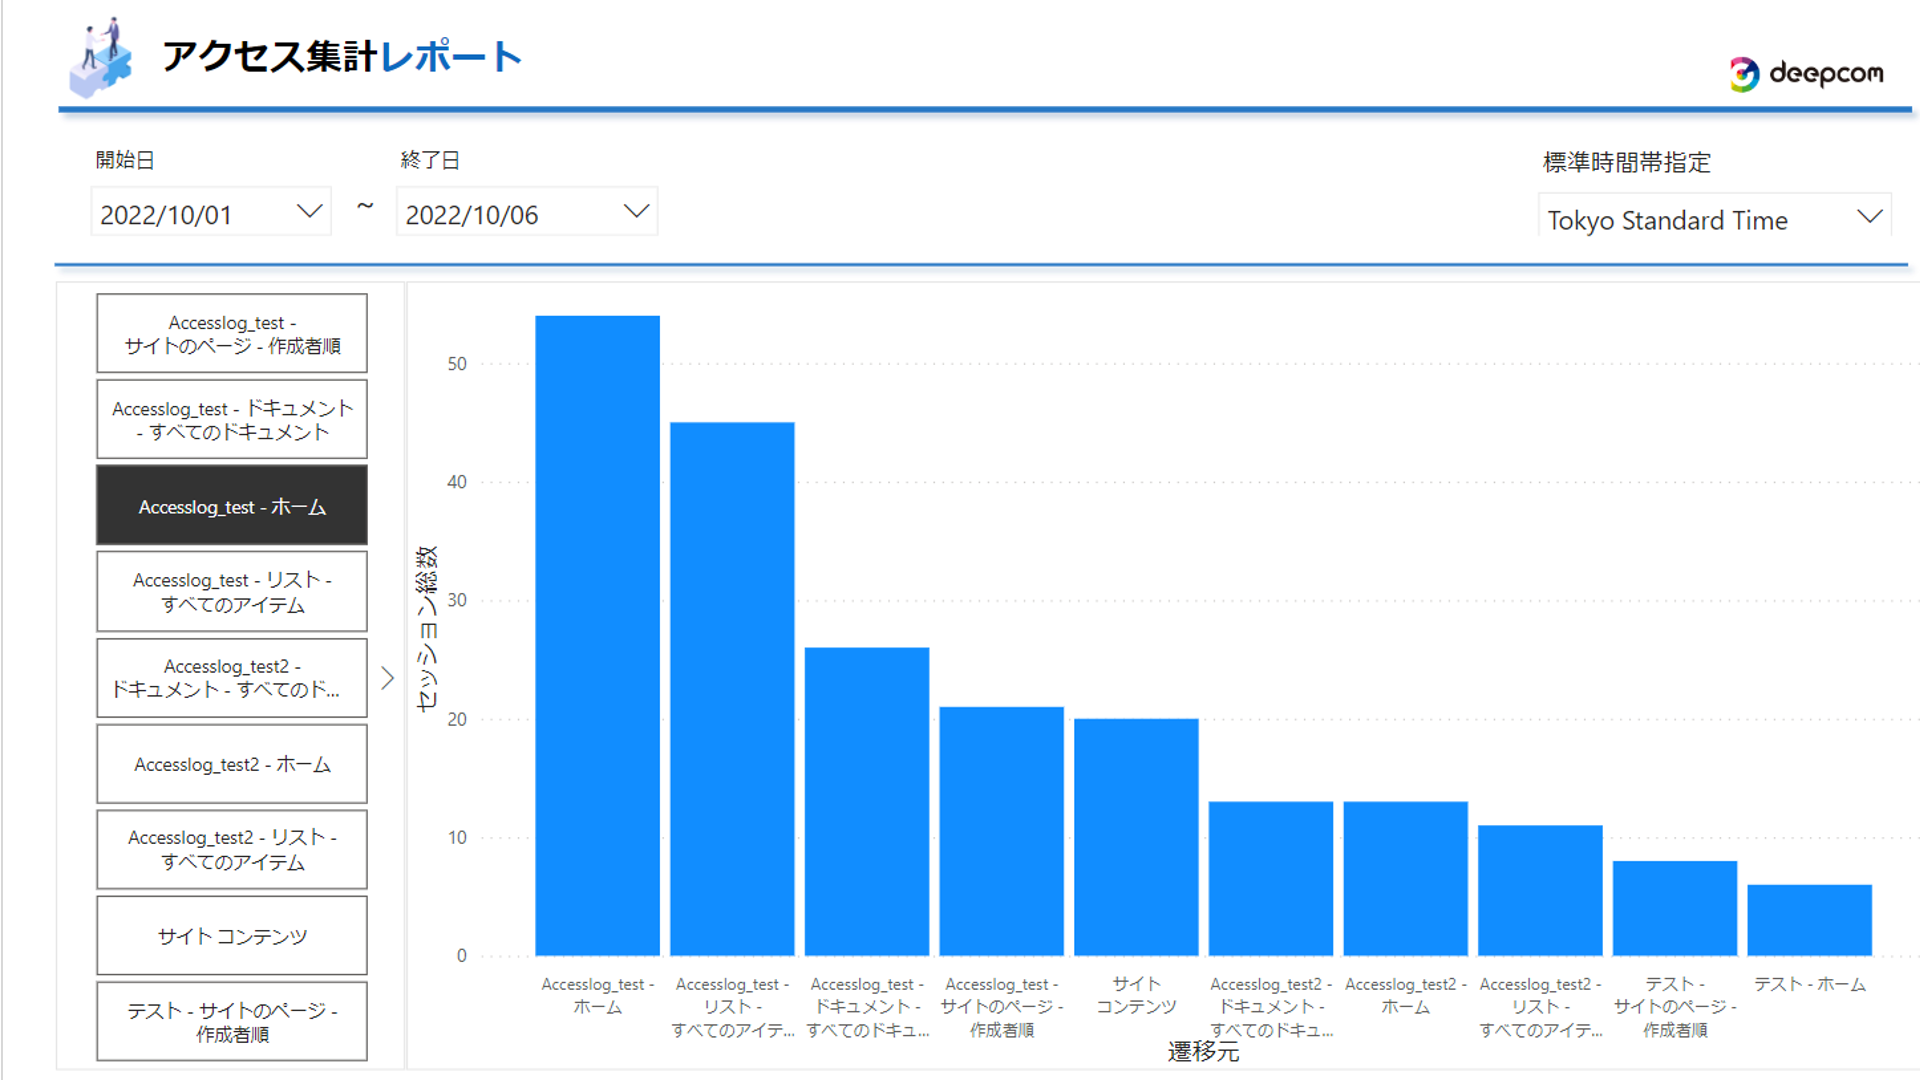 アクセス集計レポート
deepcom
開始日
終了日
標準時間帯指定
2022/10/01
~
2022/10/06
Tokyo Standard Time
Accesslog_test -
サイトのページ - 作成者順
Accesslog_test - ドキュメント
- すべてのドキュメント
Accesslog_test - ホーム
Accesslog_test - リスト -
すべてのアイテム
Accesslog_test2 -
ドキュメント - すべてのド...
Accesslog_test2 - ホーム
Accesslog_test2 - リスト -
すべてのアイテム
サイト コンテンツ
テスト - サイトのページ -
作成者順
セッション総数
50
40
30
20
10
0
Accesslog_test -
ホーム
Accesslog_test -
リスト -
すべてのアイテ...
Accesslog_test -
ドキュメント -
すべてのドキュ...
Accesslog_test -
サイトのページ -
作成者順
サイト
コンテンツ
Accesslog_test2 -
ドキュメント -
すべてのドキュ...
Accesslog_test2 -
ホーム
Accesslog_test2 -
リスト -
すべてのアイテ...
テスト -
サイトのページ -
作成者順
テスト - ホーム
遷移元